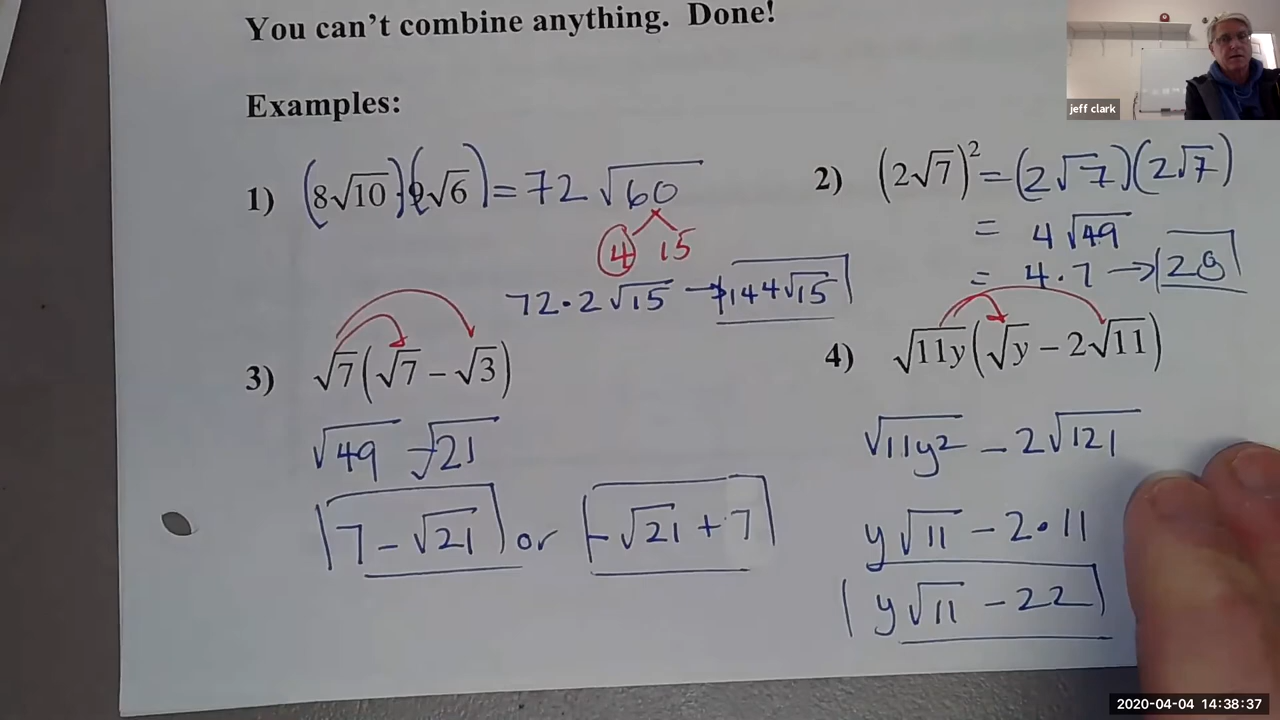 You can't combine anything. Done!
jeff clark
Examples:
1) (8√10)(9√6) = 72 √60
4 15
72·2√15 → 144√15
2) (2√7)² = (2√7)(2√7)
= 4√49
= 4·7 → 28
3) √7(√7 − √3)
√49 − √21
7 − √21 or −√21 + 7
4) √11y(√y − 2√11)
√11y² − 2√121
y√11 − 2·11
y√11 − 22
2020-04-04 14:38:37